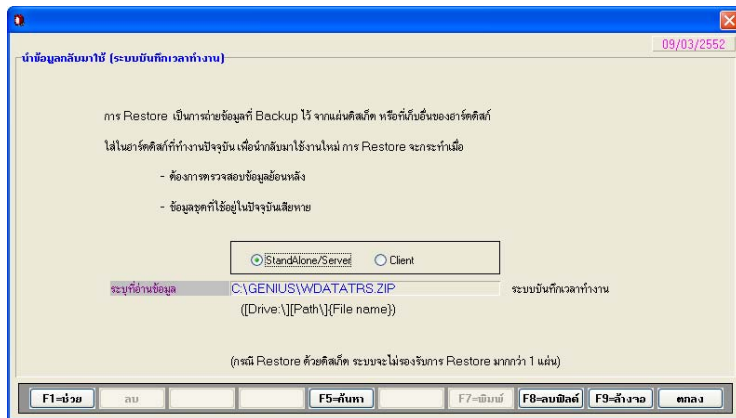 09/03/2552
นำข้อมูลกลับมาใช้ (ระบบบันทึกเวลาทำงาน)
การ Restore เป็นการถ่ายข้อมูลที่ Backup ไว้ จากแผ่นดิสเก็ต หรือที่เก็บอื่นของฮาร์ดดิสก์
ใส่ในฮาร์ดดิสก์ที่ทำงานปัจจุบัน เพื่อนำกลับมาใช้งานใหม่ การ Restore จะกระทำเมื่อ
- ต้องการตรวจสอบข้อมูลย้อนหลัง
- ข้อมูลชุดที่ใช้อยู่ในปัจจุบันเสียหาย
StandAlone/Server Client
ระบุที่อ่านข้อมูล C:\GENIUS\WDATATRS.ZIP ระบบบันทึกเวลาทำงาน
([Drive:\][Path\]{File name})
(กรณี Restore ด้วยดิสเก็ต ระบบจะไม่รองรับการ Restore มากกว่า 1 แผ่น)
F1=ช่วย ลบ F5=ค้นหา F7=พิมพ์ F8=ลบฟิลด์ F9=ล้างจอ ตกลง